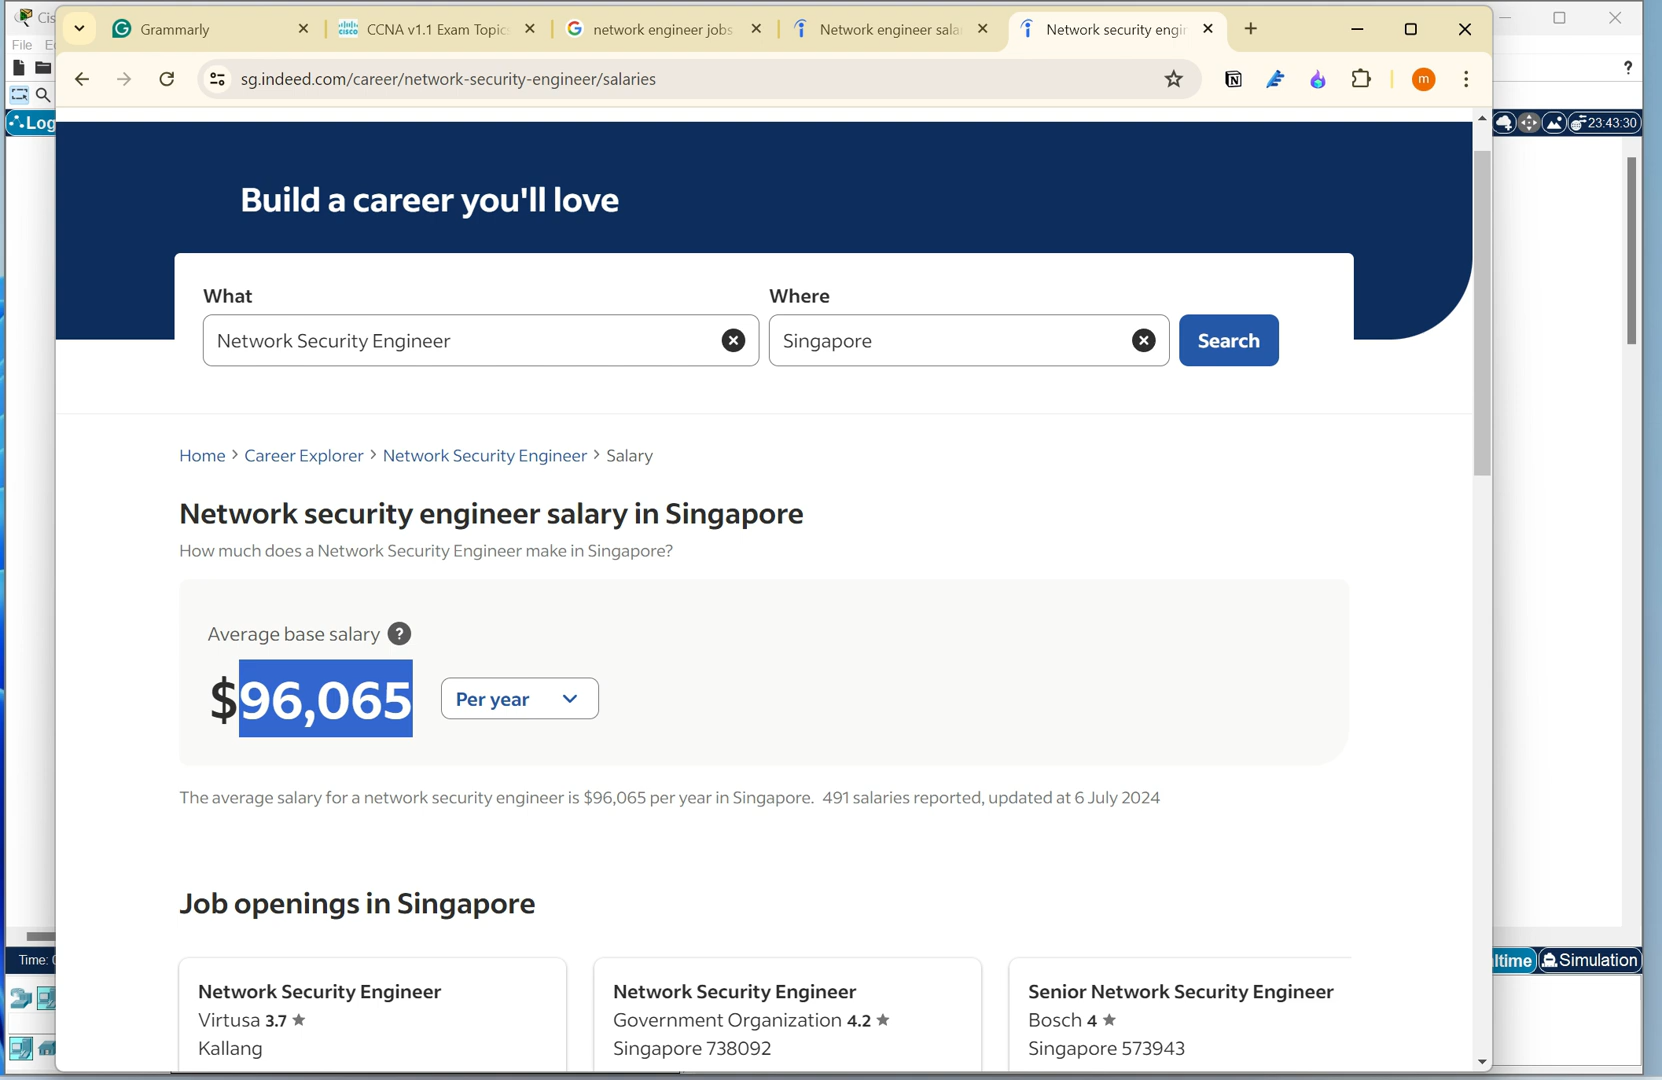 Cis
Grammarly
CCNA v1.1 Exam Topic
network engineer jobs
Network engineer sala
Network security engi
File
sg.indeed.com/career/network-security-engineer/salaries
m
?
Log
23:43:30
Build a career you'll love
What
Where
Network Security Engineer
Singapore
Search
Home > Career Explorer > Network Security Engineer > Salary
Network security engineer salary in Singapore
How much does a Network Security Engineer make in Singapore?
Average base salary ?
$96,065
Per year
The average salary for a network security engineer is $96,065 per year in Singapore. 491 salaries reported, updated at 6 July 2024
Job openings in Singapore
Time: 0
ltime
Simulation
Network Security Engineer
Virtusa 3.7 ★
Kallang
Network Security Engineer
Government Organization 4.2 ★
Singapore 738092
Senior Network Security Engineer
Bosch 4 ★
Singapore 573943